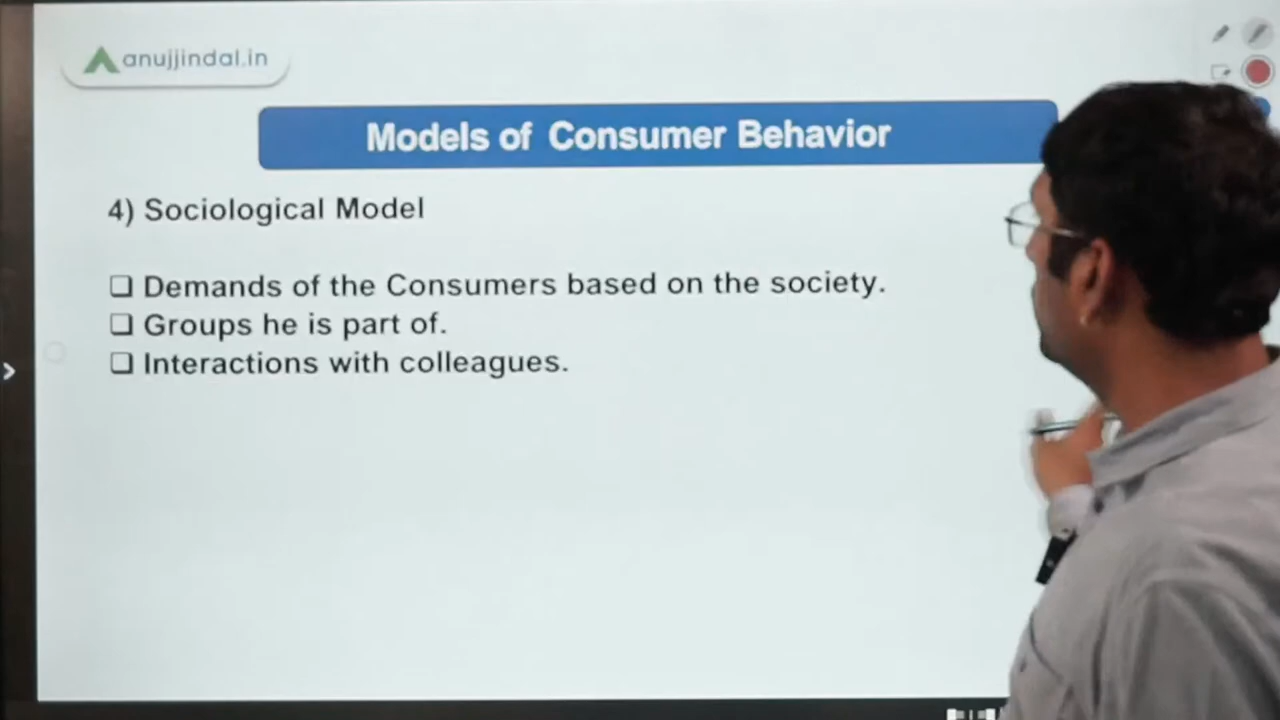 anujjindal.in
Models of Consumer Behavior
4) Sociological Model
❑ Demands of the Consumers based on the society.
❑ Groups he is part of.
❑ Interactions with colleagues.